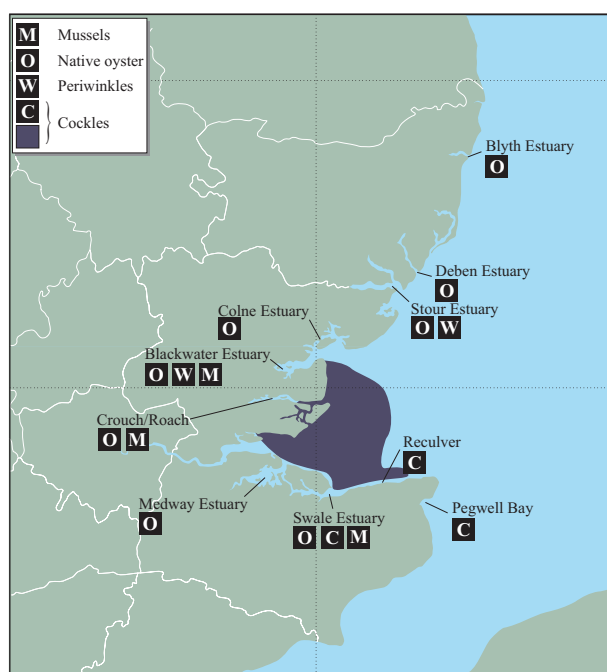 M Mussels
O Native oyster
W Periwinkles
C Cockles
Blyth Estuary
O
Deben Estuary
O
Stour Estuary
O W
Colne Estuary
O
Blackwater Estuary
O W M
Crouch/Roach
O M
Reculver
C
Medway Estuary
O
Swale Estuary
O C M
Pegwell Bay
C